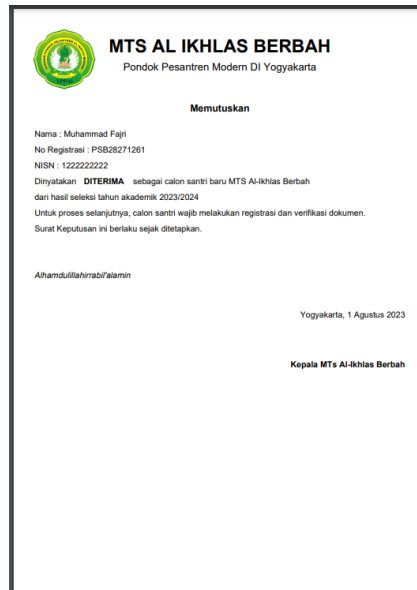 MTS AL IKHLAS BERBAH
Pondok Pesantren Modern DI Yogyakarta
Memutuskan
Nama : Muhammad Fajri
No Registrasi : PSB28271261
NISN : 1222222222
Dinyatakan DITERIMA sebagai calon santri baru MTS Al-Ikhlas Berbah
dari hasil seleksi tahun akademik 2023/2024
Untuk proses selanjutnya, calon santri wajib melakukan registrasi dan verifikasi dokumen.
Surat Keputusan ini berlaku sejak ditetapkan.
Alhamdulillahirrabil'alamin
Yogyakarta, 1 Agustus 2023
Kepala MTs Al-Ikhlas Berbah